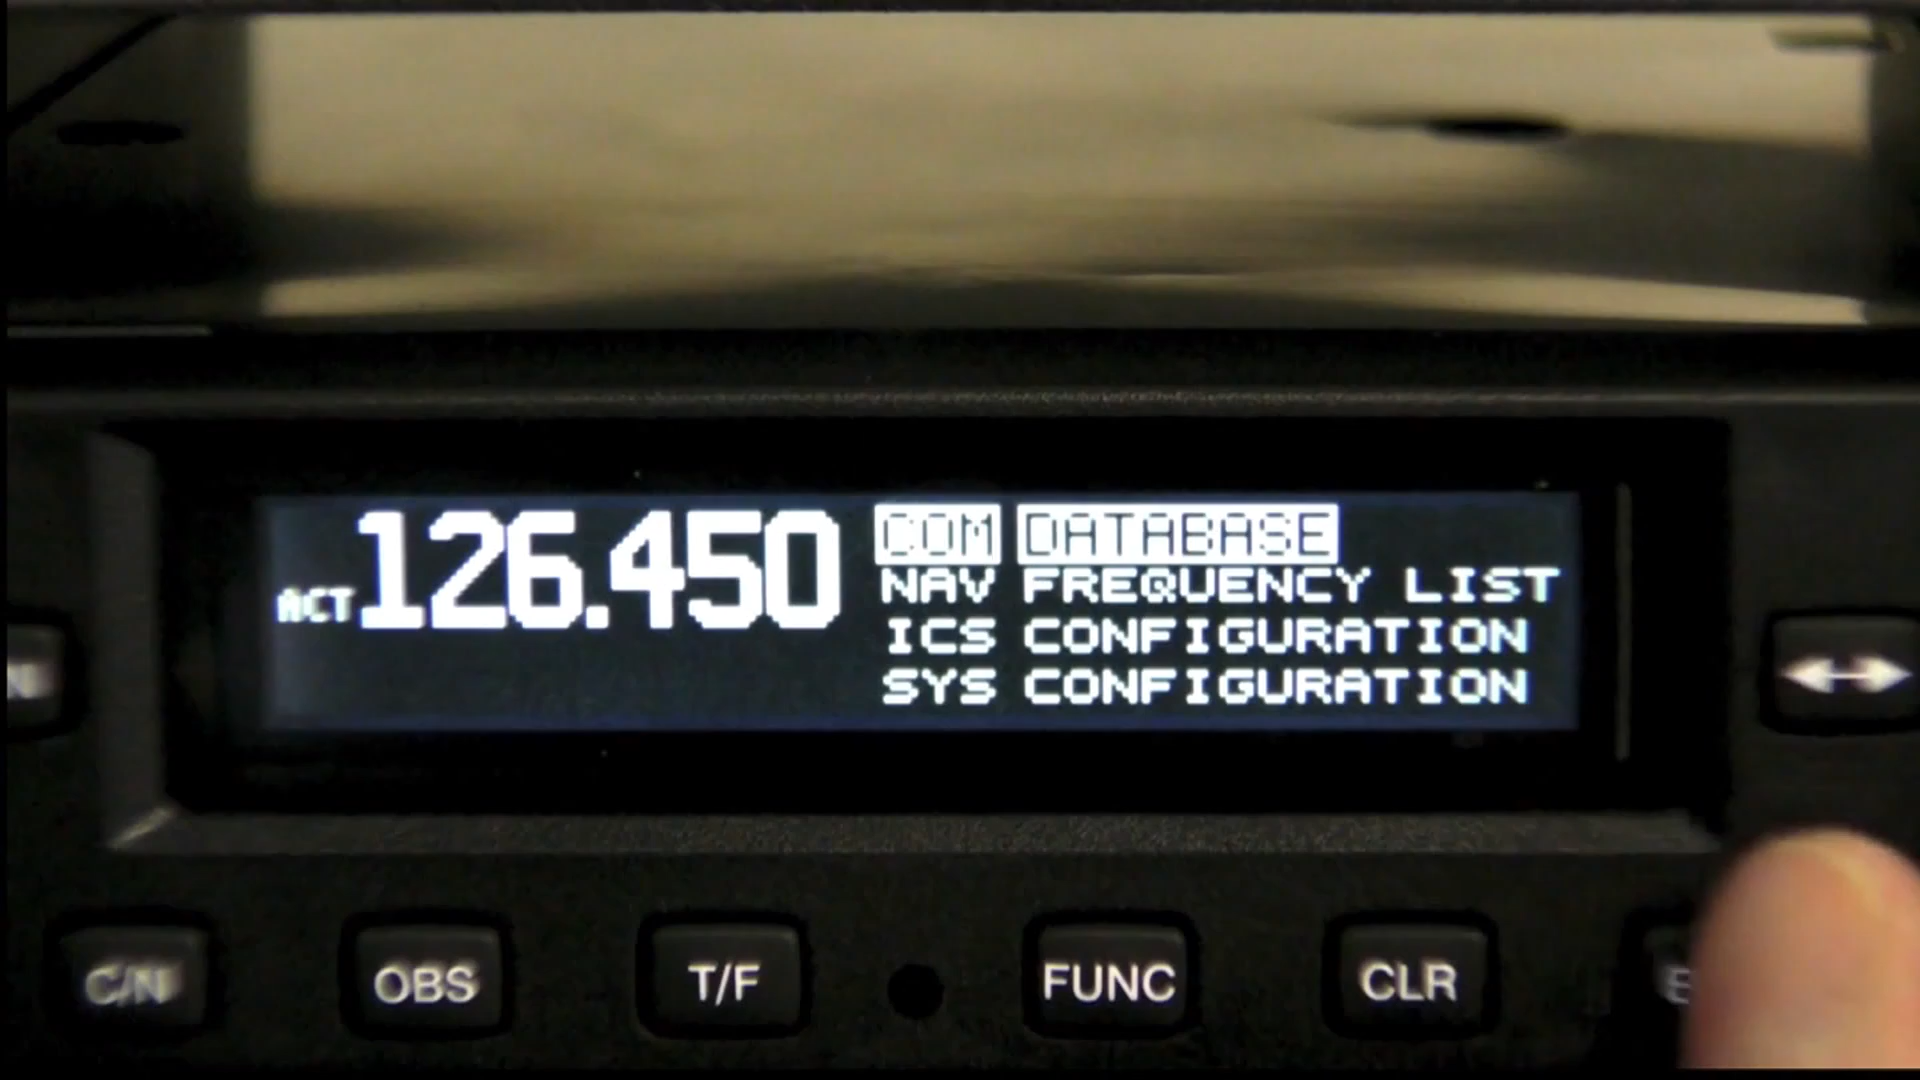 ACT 126.450
COM DATABASE
NAV FREQUENCY LIST
ICS CONFIGURATION
SYS CONFIGURATION
C/N OBS T/F FUNC CLR